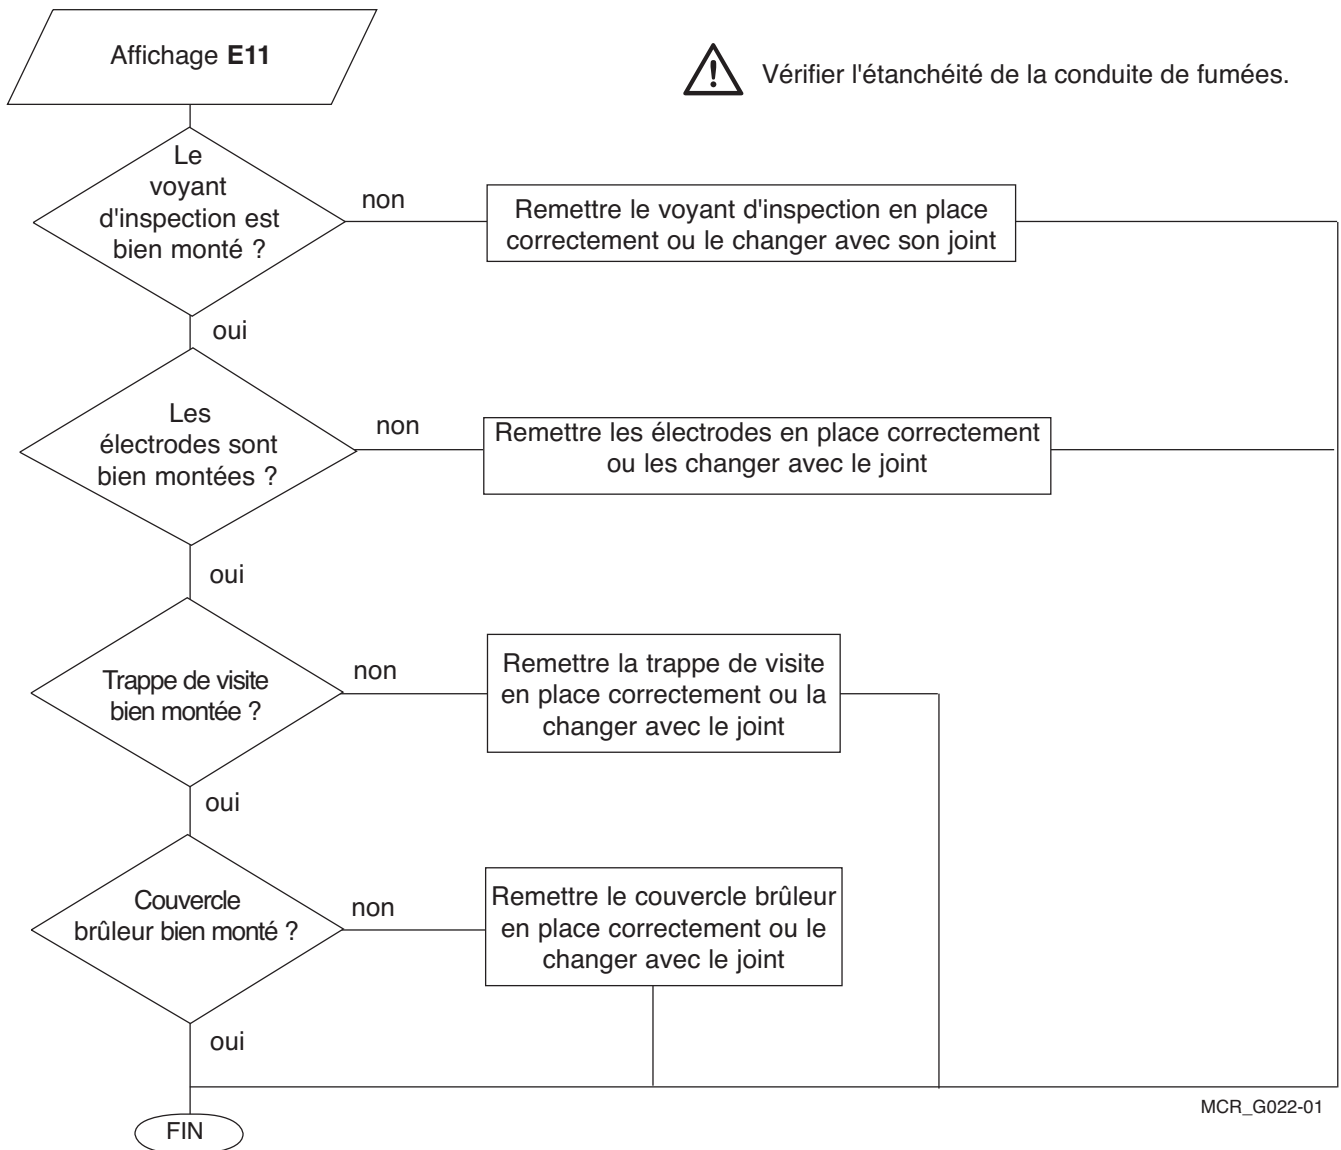 Affichage E11
Vérifier l'étanchéité de la conduite de fumées.
Le
voyant
d'inspection est
bien monté ?
non
Remettre le voyant d'inspection en place
correctement ou le changer avec son joint
oui
Les
électrodes sont
bien montées ?
non
Remettre les électrodes en place correctement
ou les changer avec le joint
oui
Trappe de visite
bien montée ?
non
Remettre la trappe de visite
en place correctement ou la
changer avec le joint
oui
Couvercle
brûleur bien monté ?
non
Remettre le couvercle brûleur
en place correctement ou le
changer avec le joint
oui
MCR_G022-01
FIN